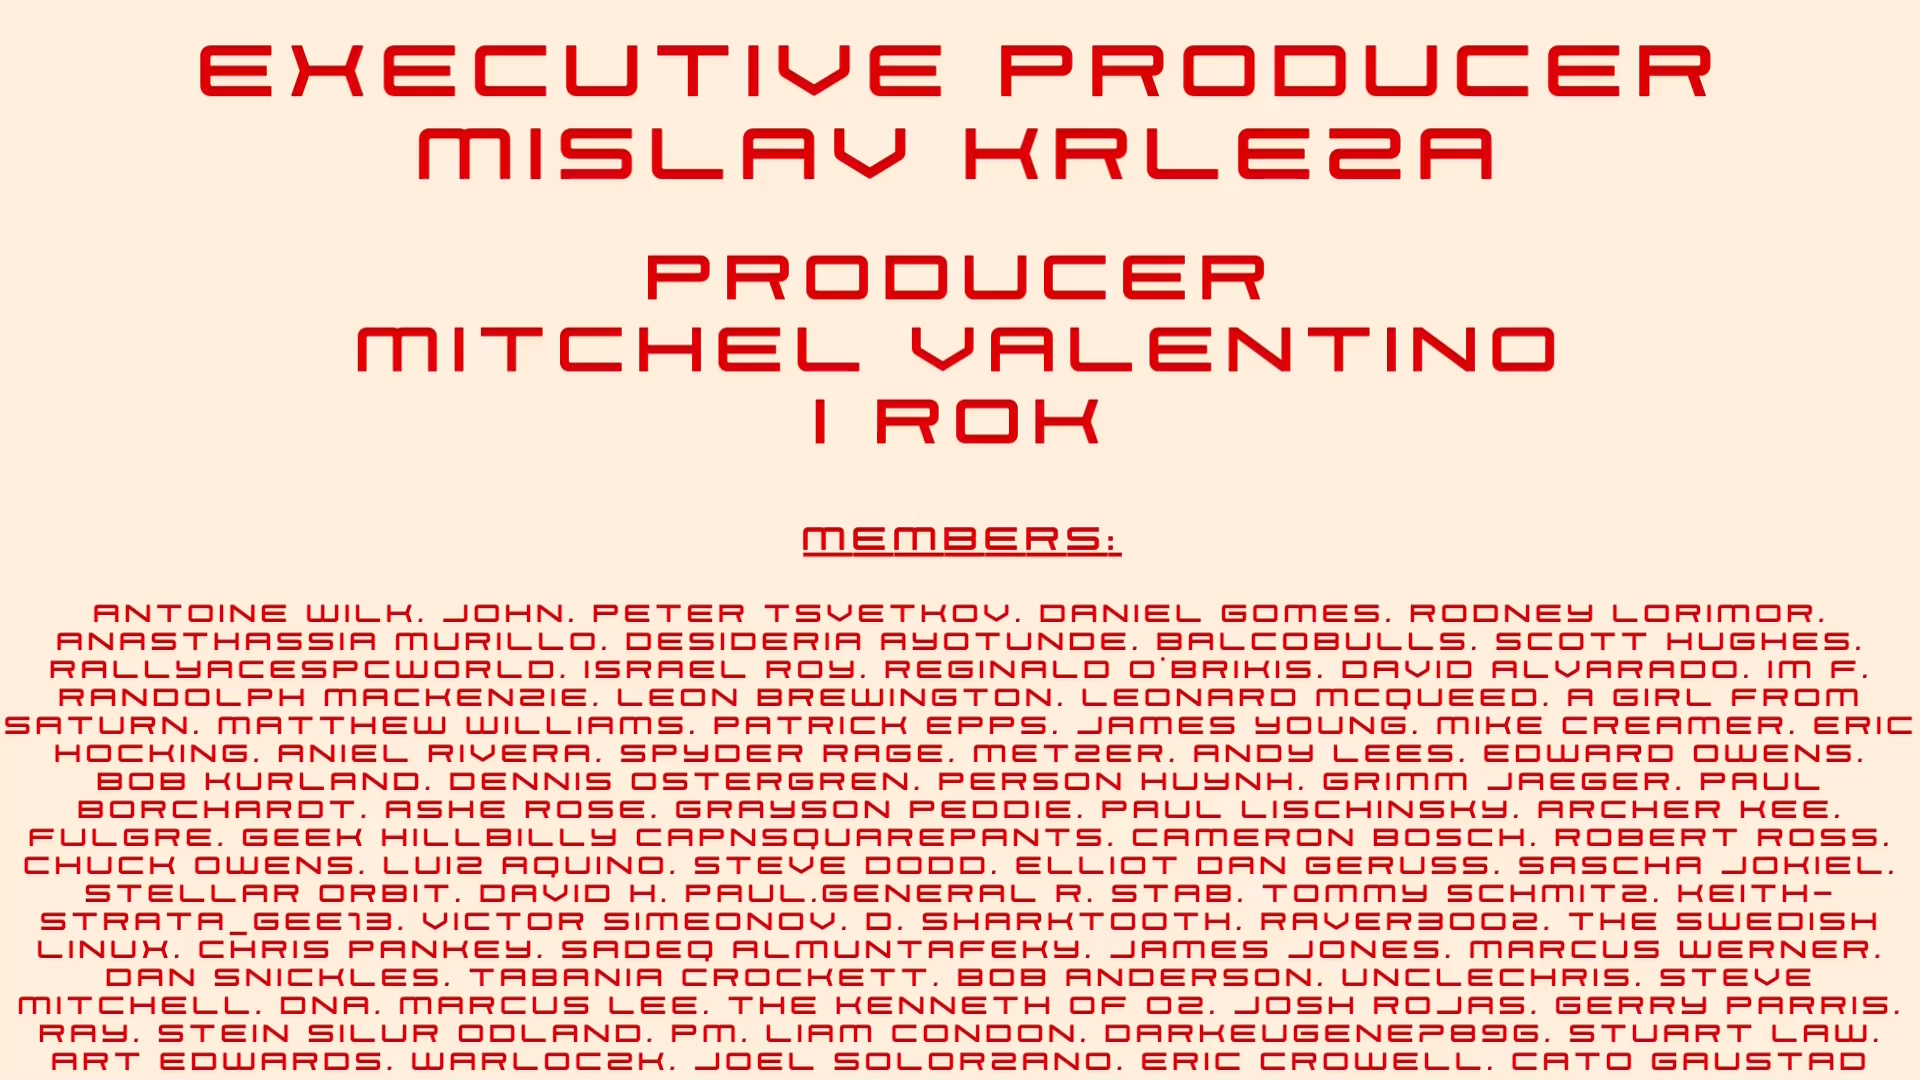 EXECUTIVE PRODUCER
MISLAV KRLEZA
PRODUCER
MITCHEL VALENTINO
I ROK
MEMBERS:
ANTOINE WILK. JOHN. PETER TSVETKOV. DANIEL GOMES. RODNEY LORIMOR.
ANASTHASSIA MURILLO. DESIDERIA AYOTUNDE. BALCOBULLS. SCOTT HUGHES.
RALLYACESPCWORLD. ISRAEL ROY. REGINALD O'BRIKIS. DAVID ALVARADO. IM F.
RANDOLPH MACKENZIE. LEON BREWINGTON. LEONARD MCQUEED. A GIRL FROM
SATURN. MATTHEW WILLIAMS. PATRICK EPPS. JAMES YOUNG. MIKE CREAMER. ERIC
HOCKING. ANIEL RIVERA. SPYDER RAGE. METZER. ANDY LEES. EDWARD OWENS.
BOB KURLAND. DENNIS OSTERGREN. PERSON HUYNH. GRIMM JAEGER. PAUL
BORCHARDT. ASHE ROSE. GRAYSON PEDDIE. PAUL LISCHINSKY. ARCHER KEE.
FULGRE. GEEK HILLBILLY CAPNSQUAREPANTS. CAMERON BOSCH. ROBERT ROSS.
CHUCK OWENS. LUIZ AQUINO. STEVE DODD. ELLIOT DAN GERUSS. SASCHA JOKIEL.
STELLAR ORBIT. DAVID H. PAUL.GENERAL R. STAB. TOMMY SCHMITZ. KEITH-
STRATA_GEE13. VICTOR SIMEONOV. D. SHARKTOOTH. RAVER3002. THE SWEDISH
LINUX. CHRIS PANKEY. SADEQ ALMUNTAFEKY. JAMES JONES. MARCUS WERNER.
DAN SNICKLES. TABANIA CROCKETT. BOB ANDERSON. UNCLECHRIS. STEVE
MITCHELL. DNA. MARCUS LEE. THE KENNETH OF OZ. JOSH ROJAS. GERRY PARRIS.
RAY. STEIN SILUR ODLAND. PM. LIAM CONDON. DARKEUGENEP896. STUART LAW.
ART EDWARDS. WARLOCZK. JOEL SOLORZANO. ERIC CROWELL. CATO GAUSTAD